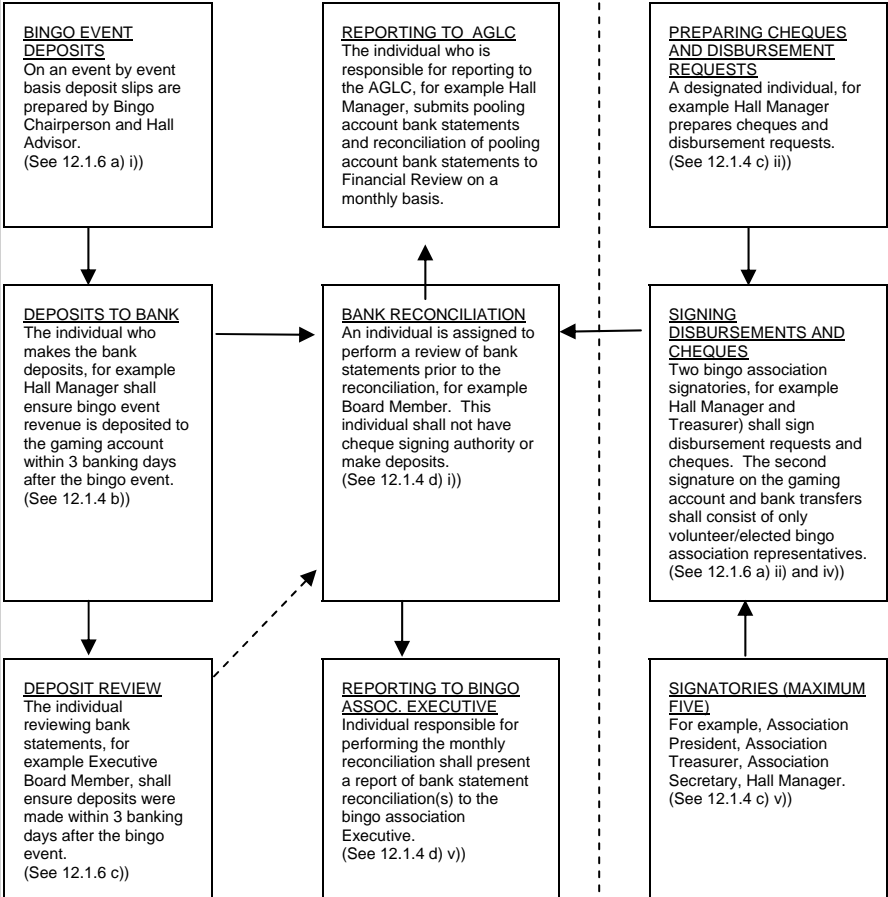 BINGO EVENT
DEPOSITS
On an event by event
basis deposit slips are
prepared by Bingo
Chairperson and Hall
Advisor.
(See 12.1.6 a) i))
REPORTING TO  AGLC
The individual who is
responsible for reporting to
the AGLC, for example Hall
Manager, submits pooling
account bank statements
and reconciliation of pooling
account bank statements to
Financial Review on a
monthly basis.
PREPARING CHEQUES
AND DISBURSEMENT
REQUESTS
A designated individual, for
example Hall Manager
prepares cheques and
disbursement requests.
(See 12.1.4 c) ii))
DEPOSITS TO BANK
The individual who
makes the bank
deposits, for example
Hall Manager shall
ensure bingo event
revenue is deposited to
the gaming account
within 3 banking days
after the bingo event.
(See 12.1.4 b))
BANK RECONCILIATION
An individual is assigned to
perform a review of bank
statements prior to the
reconciliation, for example
Board Member.  This
individual shall not have
cheque signing authority or
make deposits.
(See 12.1.4 d) i))
SIGNING
DISBURSEMENTS AND
CHEQUES
Two bingo association
signatories, for example
Hall Manager and
Treasurer) shall sign
disbursement requests and
cheques.  The second
signature on the gaming
account and bank transfers
shall consist of only
volunteer/elected bingo
association representatives.
(See 12.1.6 a) ii) and iv))
DEPOSIT REVIEW
The individual
reviewing bank
statements, for
example Executive
Board Member, shall
ensure deposits were
made within 3 banking
days after the bingo
event.
(See 12.1.6 c))
REPORTING TO BINGO
ASSOC. EXECUTIVE
Individual responsible for
performing the monthly
reconciliation shall present
a report of bank statement
reconciliation(s) to the
bingo association
Executive.
(See 12.1.4 d) v))
SIGNATORIES (MAXIMUM
FIVE)
For example, Association
President, Association
Treasurer, Association
Secretary, Hall Manager.
(See 12.1.4 c) v))